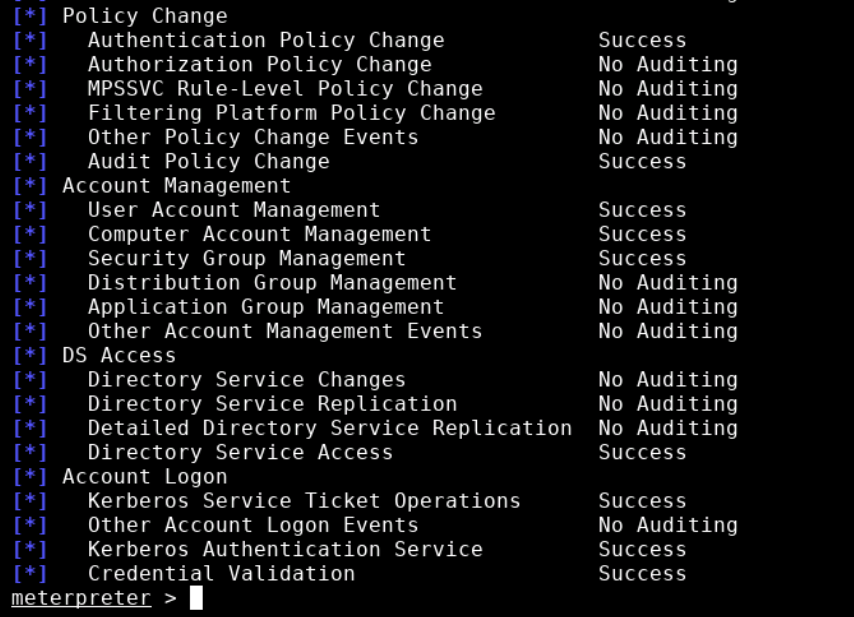 [*] Policy Change
[*]   Authentication Policy Change            Success
[*]   Authorization Policy Change             No Auditing
[*]   MPSSVC Rule-Level Policy Change         No Auditing
[*]   Filtering Platform Policy Change        No Auditing
[*]   Other Policy Change Events              No Auditing
[*]   Audit Policy Change                     Success
[*] Account Management
[*]   User Account Management                 Success
[*]   Computer Account Management             Success
[*]   Security Group Management               Success
[*]   Distribution Group Management           No Auditing
[*]   Application Group Management            No Auditing
[*]   Other Account Management Events         No Auditing
[*] DS Access
[*]   Directory Service Changes               No Auditing
[*]   Directory Service Replication           No Auditing
[*]   Detailed Directory Service Replication  No Auditing
[*]   Directory Service Access                Success
[*] Account Logon
[*]   Kerberos Service Ticket Operations      Success
[*]   Other Account Logon Events              No Auditing
[*]   Kerberos Authentication Service         Success
[*]   Credential Validation                   Success
meterpreter >